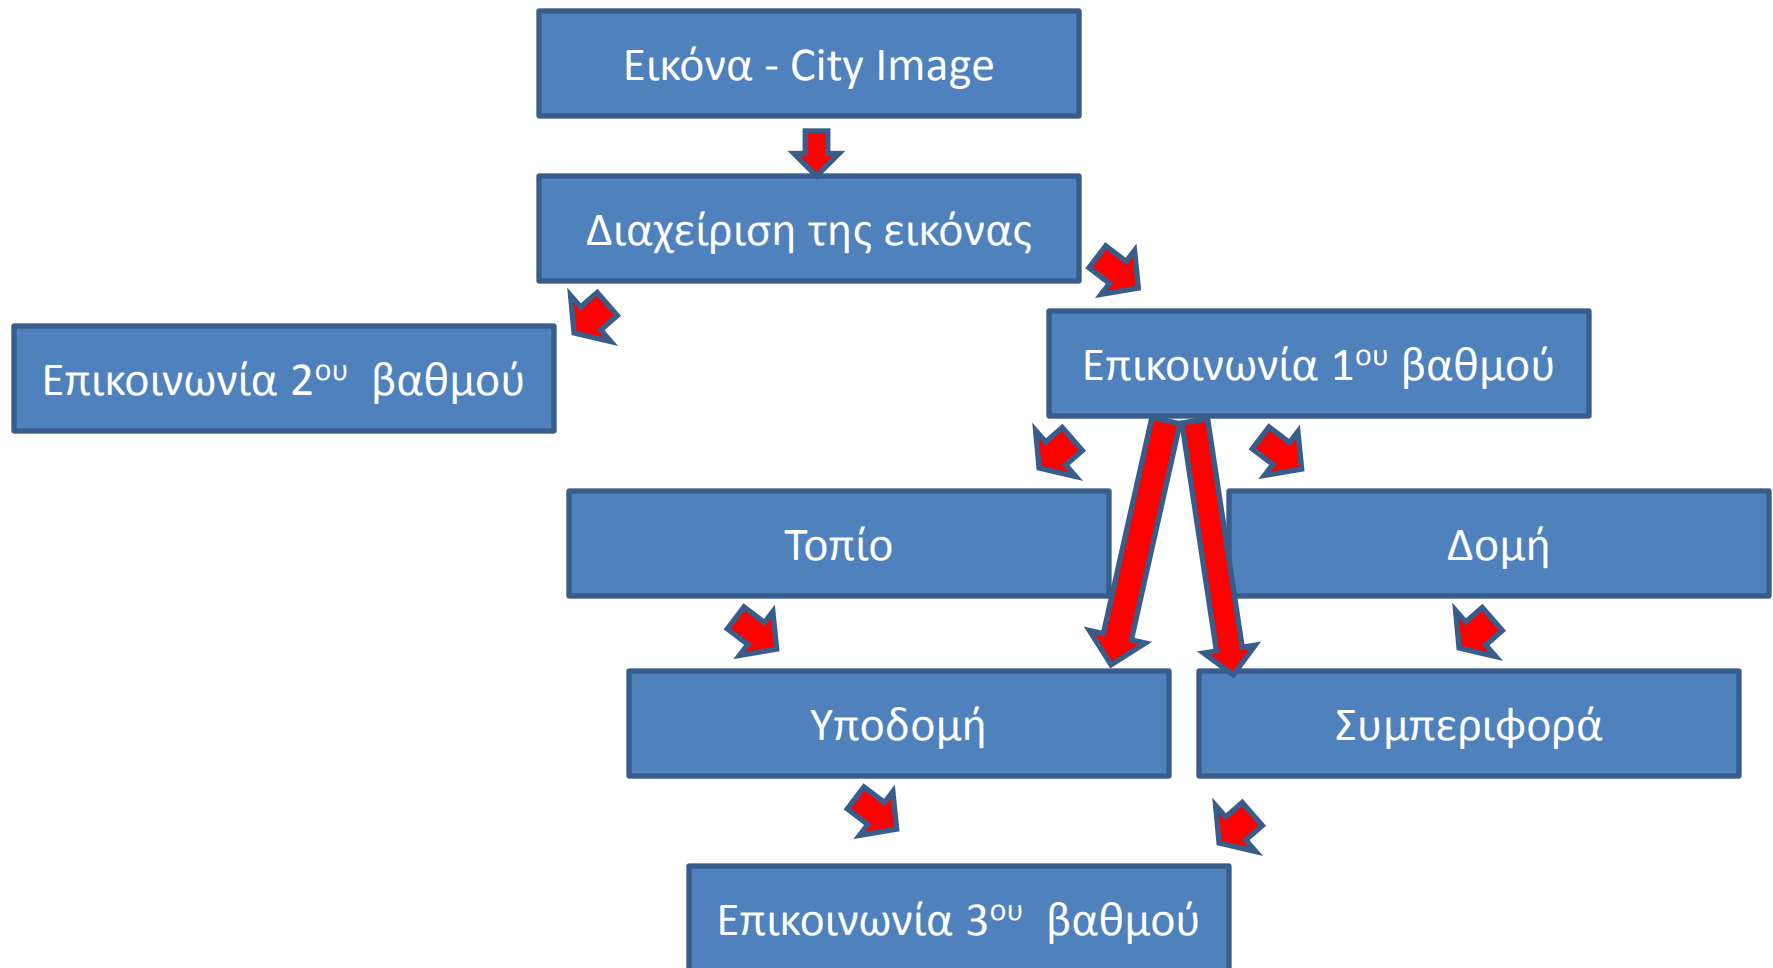 Εικόνα - City Image
Διαχείριση της εικόνας
Επικοινωνία 2ου βαθμού
Επικοινωνία 1ου βαθμού
Τοπίο
Δομή
Υποδομή
Συμπεριφορά
Επικοινωνία 3ου βαθμού